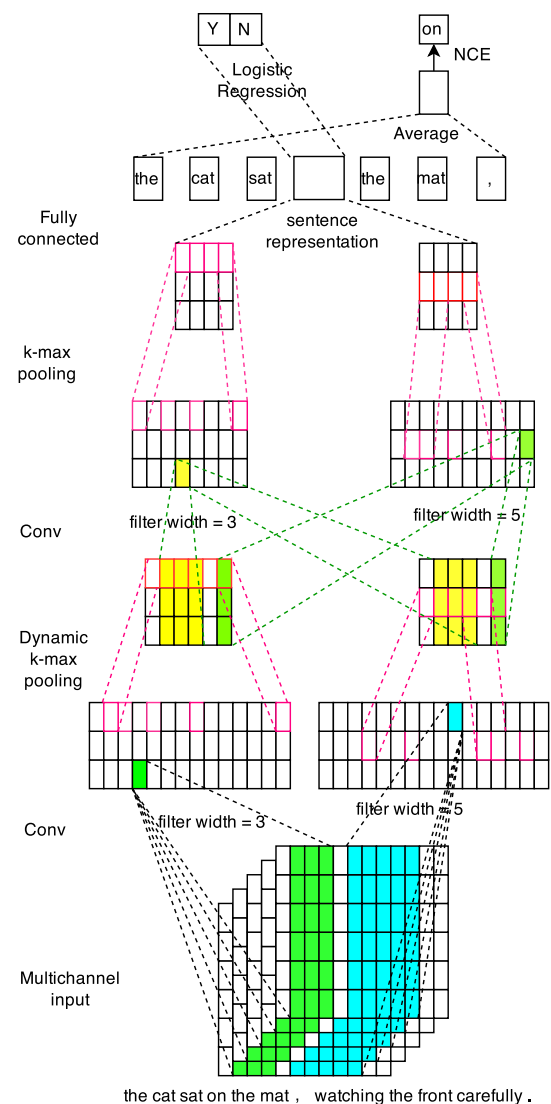 Y N
on
NCE
Logistic
Regression
Average
the cat sat the mat ,
Fully
connected
sentence
representation
k-max
pooling
filter width = 3
filter width = 5
Conv
Dynamic
k-max
pooling
filter width = 3
filter width = 5
Conv
Multichannel
input
the cat sat on the mat , watching the front carefully .